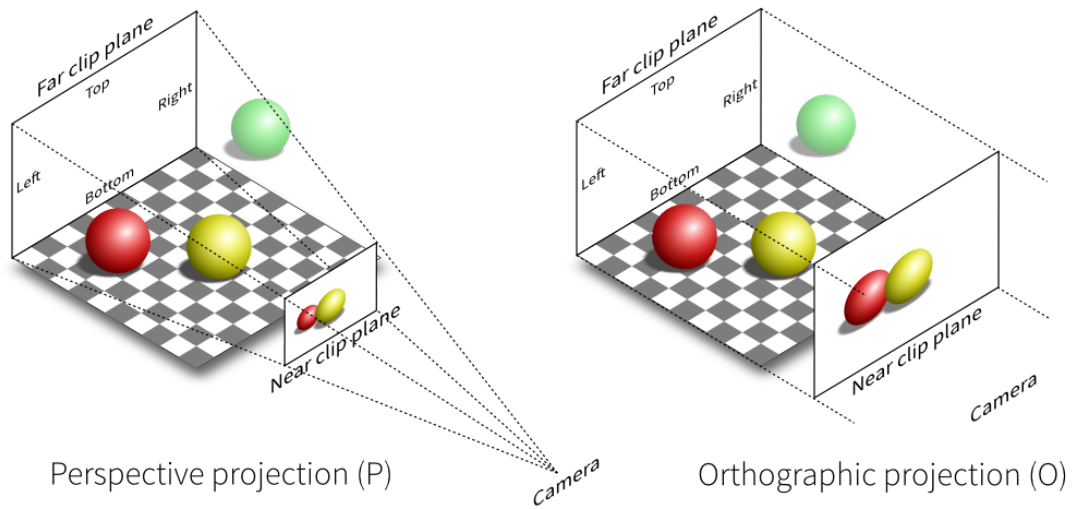 Far clip plane
Top
Right
Left
Bottom
Near clip plane
Camera
Perspective projection (P)
Far clip plane
Top
Right
Left
Bottom
Near clip plane
Camera
Orthographic projection (O)